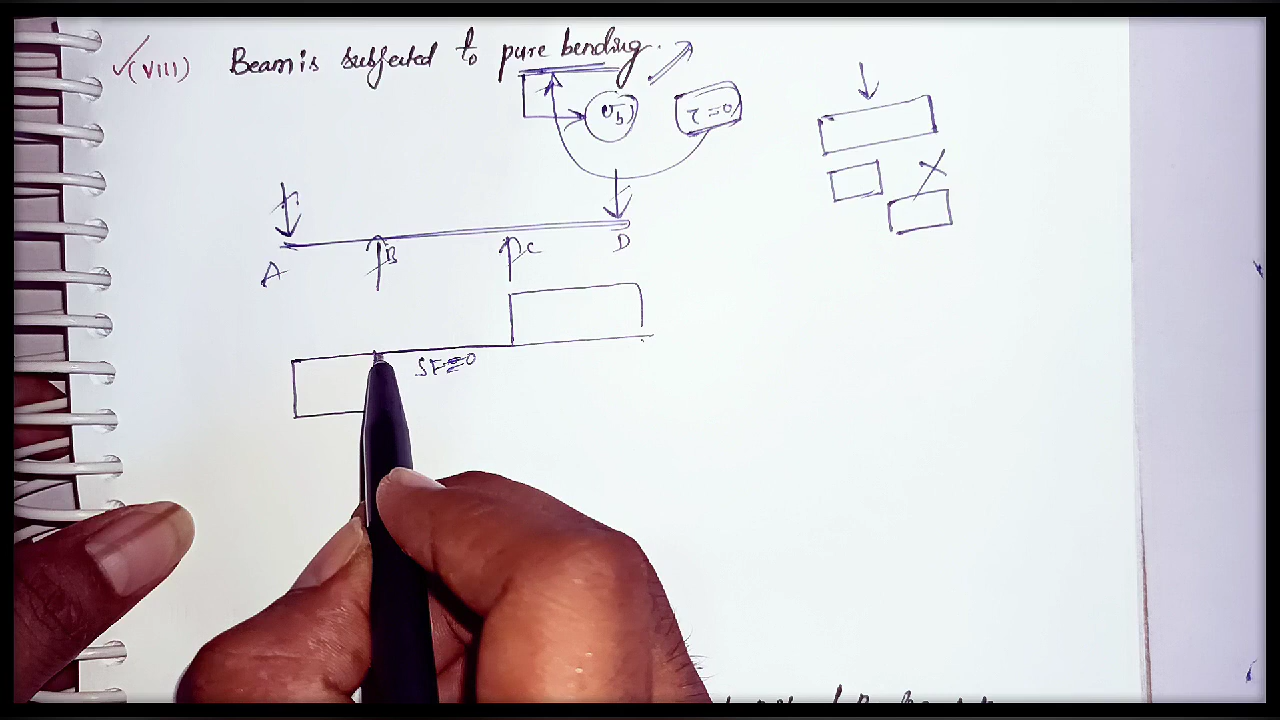 ✓(VIII) Beam is subjected to pure bending.
σb τ=0
A B C D
SF=0